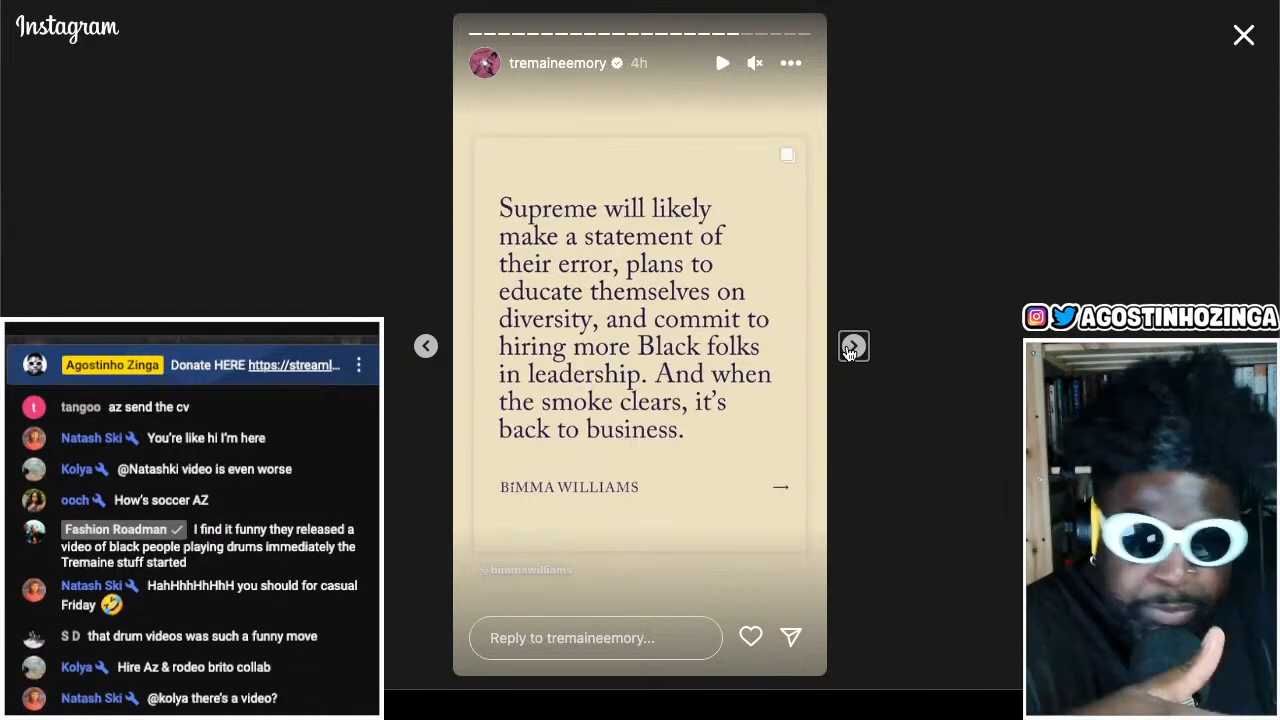 Instagram
tremaineemory 4h
Supreme will likely
make a statement of
their error, plans to
educate themselves on
diversity, and commit to
hiring more Black folks
in leadership. And when
the smoke clears, it's
back to business.
BIMMA WILLIAMS →
@bimmawilliams
Reply to tremaineemory...
Agostinho Zinga Donate HERE https://streaml...
t
tangoo az send the cv
Natash Ski You're like hi I'm here
Kolya @Natashki video is even worse
ooch How's soccer AZ
Fashion Roadman I find it funny they released a
video of black people playing drums immediately the
Tremaine stuff started
Natash Ski HahHhhHhHhH you should for casual
Friday 🤣
S D that drum videos was such a funny move
Kolya Hire Az & rodeo brito collab
Natash Ski @kolya there's a video?
AGOSTINHOZINGA